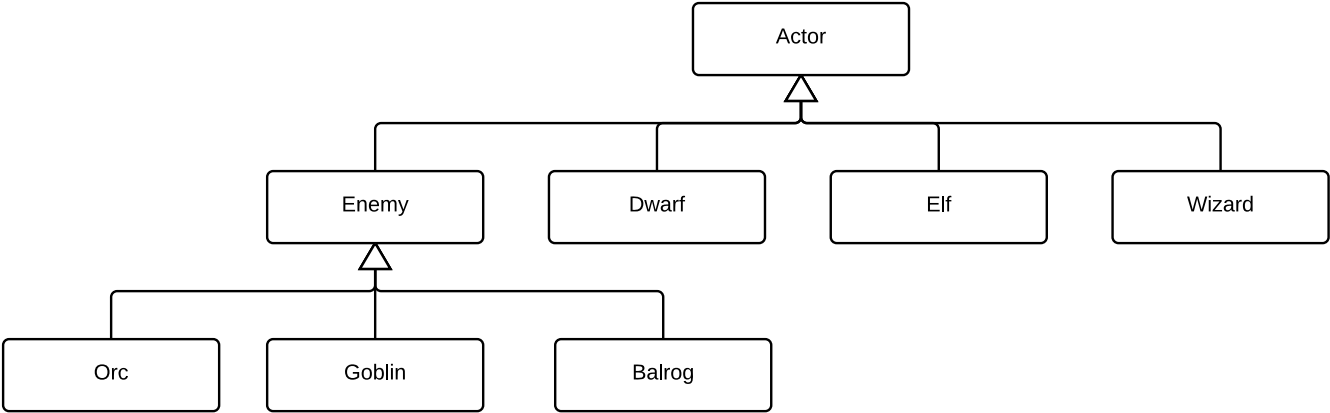 Actor
Enemy
Dwarf
Elf
Wizard
Orc
Goblin
Balrog